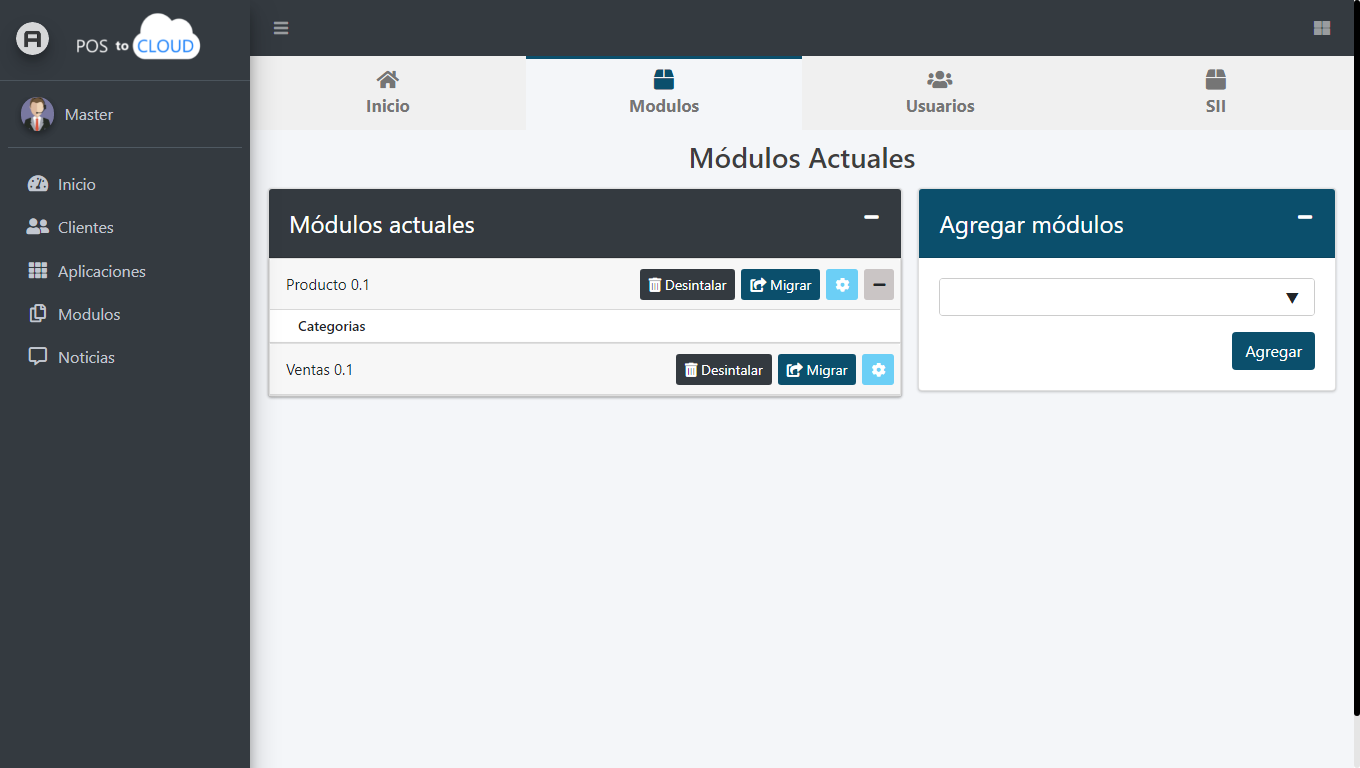 A
POS to CLOUD
Master
Inicio
Clientes
Aplicaciones
Modulos
Noticias
Inicio
Modulos
Usuarios
SII
Módulos Actuales
Módulos actuales
Producto 0.1
Desintalar
Migrar
Categorias
Ventas 0.1
Desintalar
Migrar
Agregar módulos
Agregar